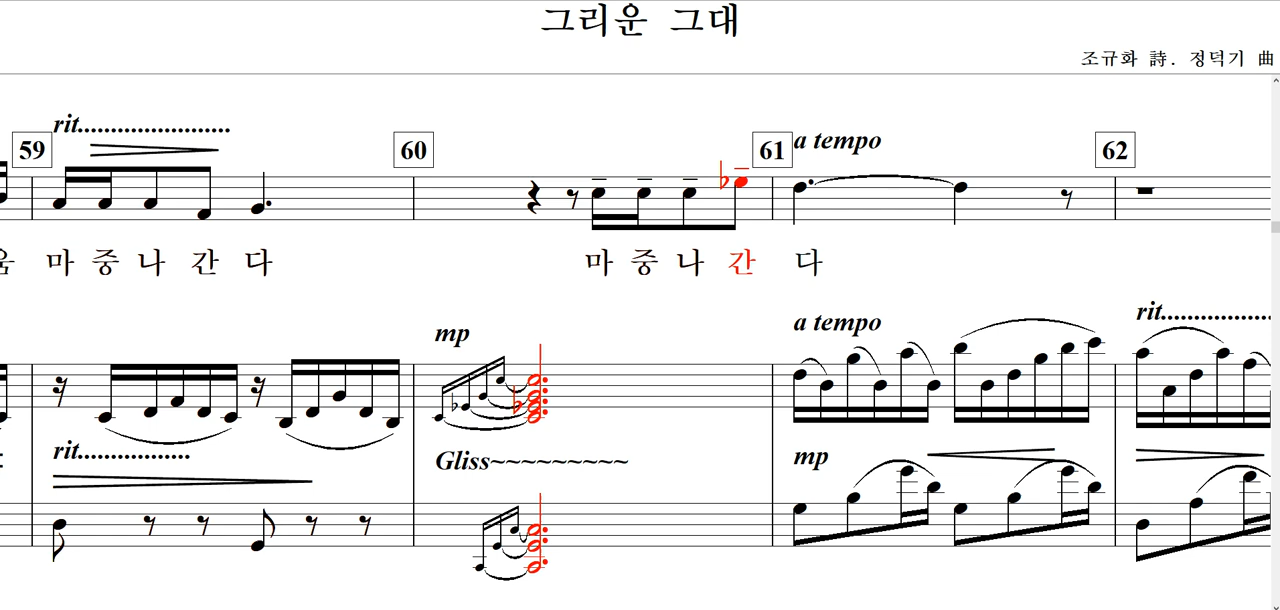 그리운 그대
조규화 詩. 정덕기 曲
rit.......................
59 60 61 a tempo 62
마 중 나 간 다 마 중 나 간 다
mp a tempo rit.................
rit................. Gliss~~~~~~~~~ mp